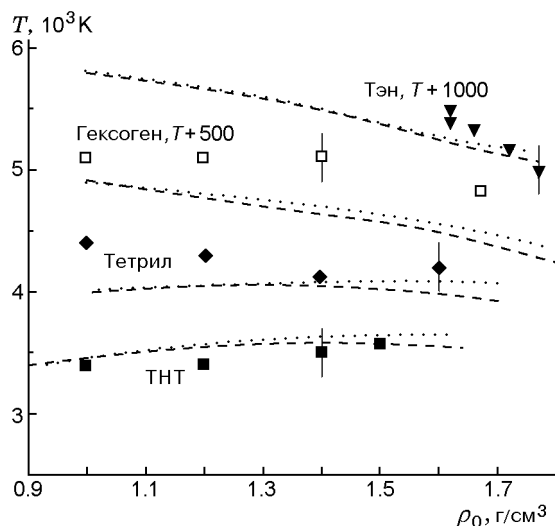 T, 10³K
6
Тэн, T + 1000
Гексоген, T + 500
5
Тетрил
4
ТНТ
3
0.9 1.1 1.3 1.5 1.7
ρ₀, г/см³